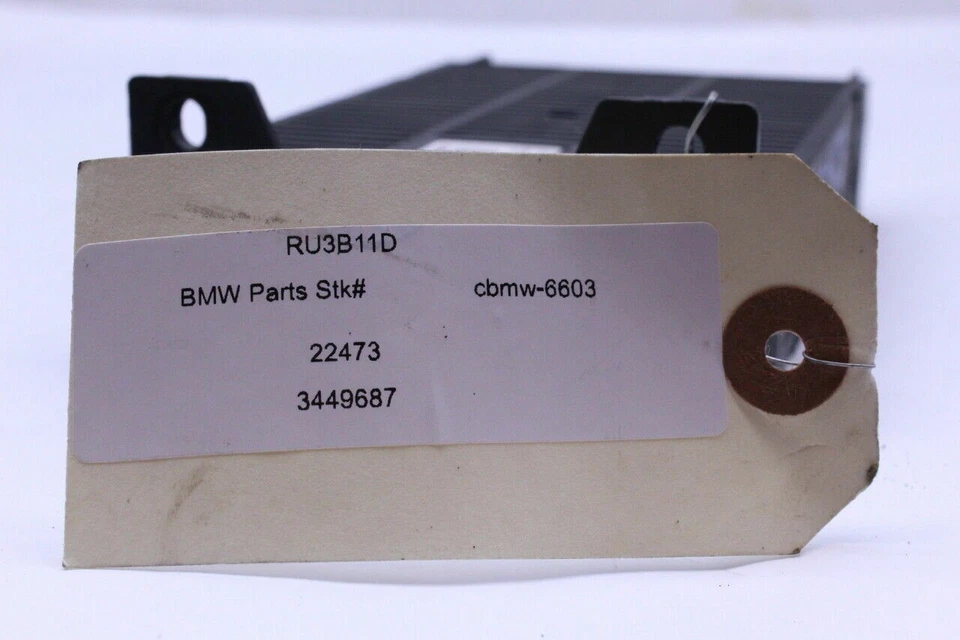 RU3B11D
BMW Parts Stk# cbmw-6603
22473
3449687